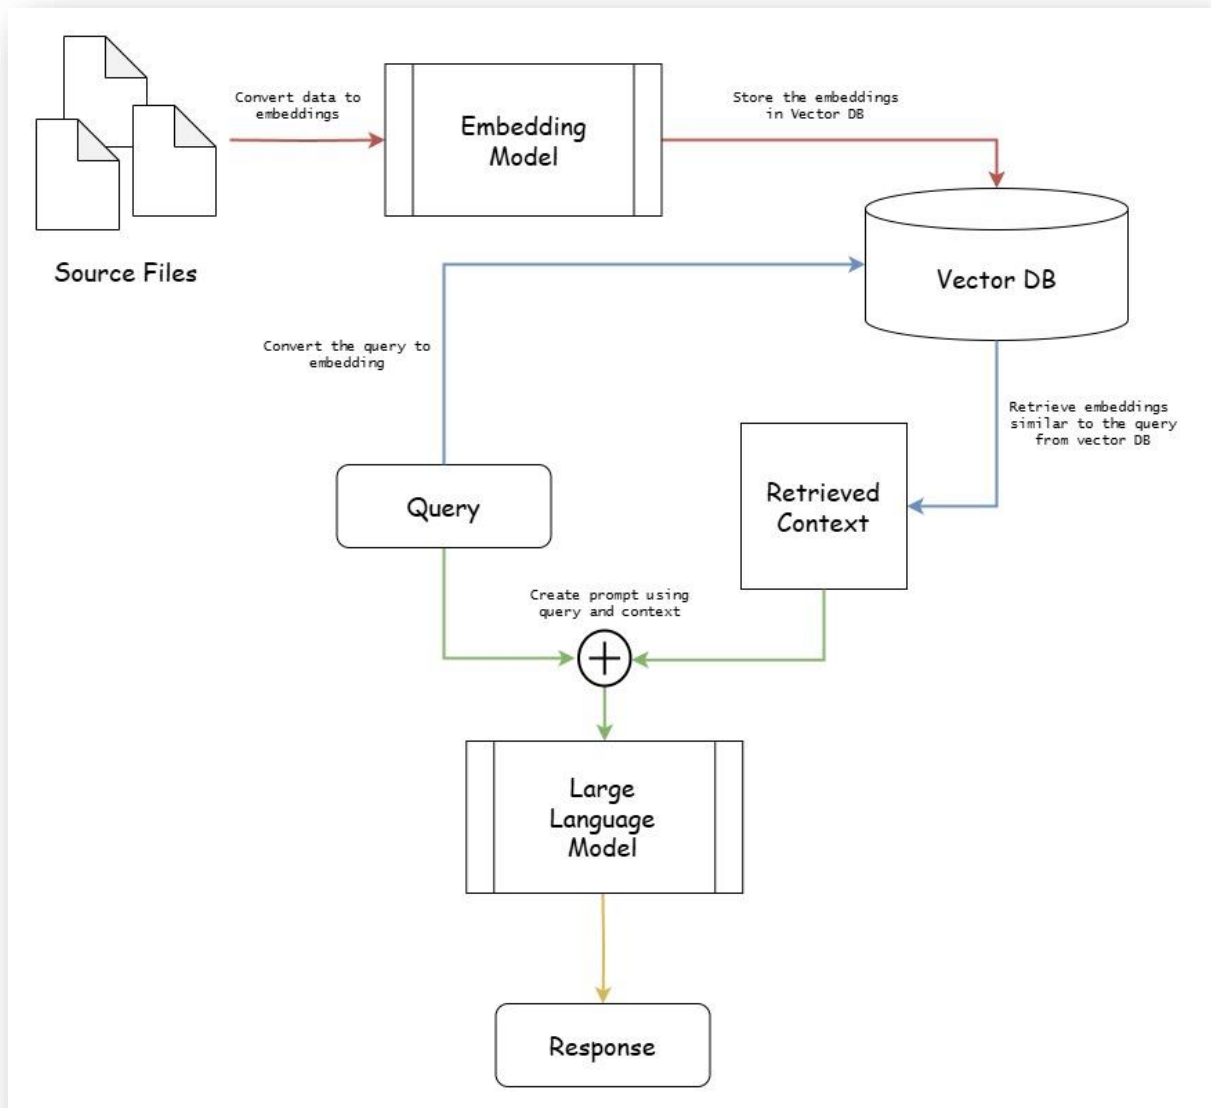 Convert data to
embeddings
Embedding
Model
Store the embeddings
in Vector DB
Source Files
Vector DB
Convert the query to
embedding
Retrieve embeddings
similar to the query
from vector DB
Retrieved
Context
Query
Create prompt using
query and context
Large
Language
Model
Response